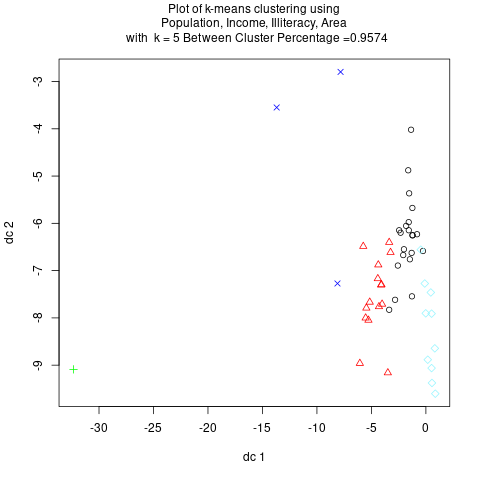 Plot of k-means clustering using
Population, Income, Illiteracy, Area
with k = 5 Between Cluster Percentage =0.9574
dc 2
-3
-4
-5
-6
-7
-8
-9
-30
-25
-20
-15
-10
-5
0
dc 1